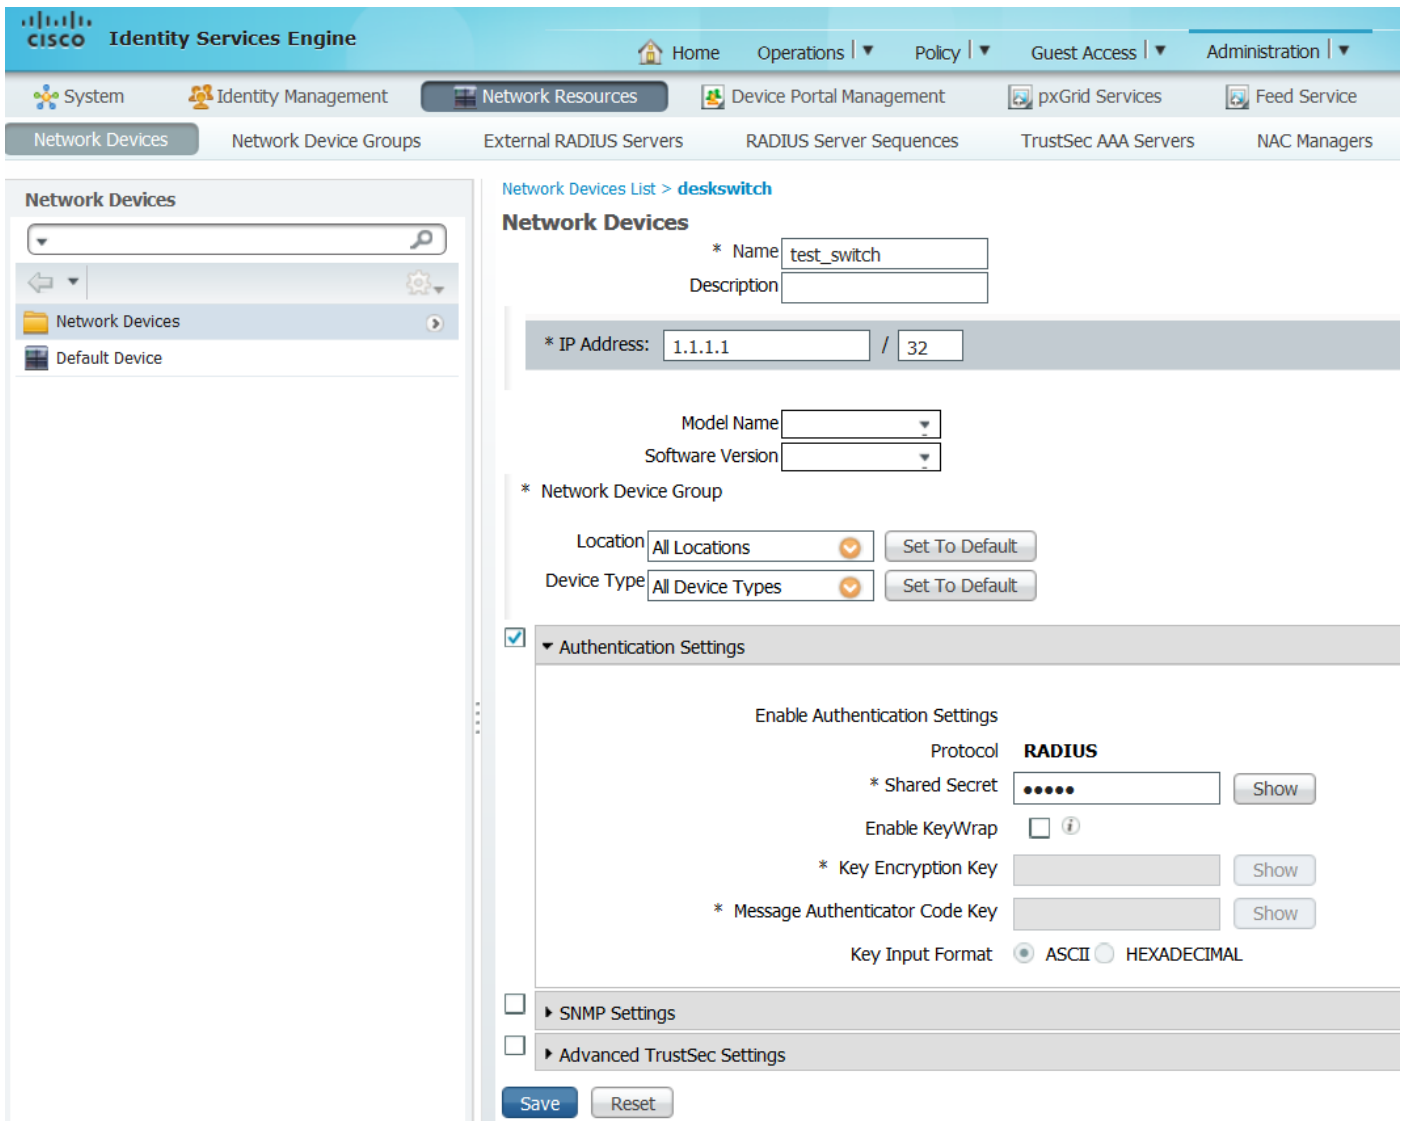 CISCO Identity Services Engine
Home Operations | ▼ Policy | ▼ Guest Access | ▼ Administration | ▼
System Identity Management Network Resources Device Portal Management pxGrid Services Feed Service
Network Devices Network Device Groups External RADIUS Servers RADIUS Server Sequences TrustSec AAA Servers NAC Managers
Network Devices
Network Devices
Default Device
Network Devices List > deskswitch
Network Devices
* Name test_switch
Description
* IP Address: 1.1.1.1 / 32
Model Name
Software Version
* Network Device Group
Location All Locations Set To Default
Device Type All Device Types Set To Default
Authentication Settings
Enable Authentication Settings
Protocol RADIUS
* Shared Secret ●●●●● Show
Enable KeyWrap
* Key Encryption Key Show
* Message Authenticator Code Key Show
Key Input Format ASCII HEXADECIMAL
SNMP Settings
Advanced TrustSec Settings
Save Reset